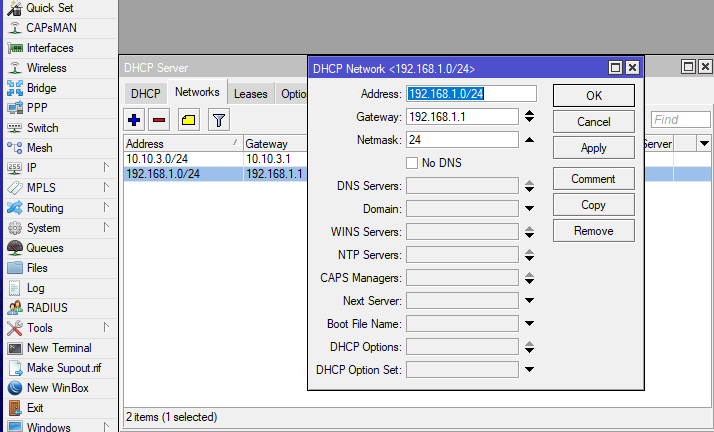 Quick Set
CAPsMAN
Interfaces
Wireless
Bridge
PPP
Switch
Mesh
IP
MPLS
Routing
System
Queues
Files
Log
RADIUS
Tools
New Terminal
Make Supout.rif
New WinBox
Exit
Windows
DHCP Server
DHCP Networks Leases Optio
Find
Address Gateway Server
10.10.3.0/24 10.10.3.1
192.168.1.0/24 192.168.1.1
2 items (1 selected)
DHCP Network <192.168.1.0/24>
Address: 192.168.1.0/24
Gateway: 192.168.1.1
Netmask: 24
No DNS
DNS Servers:
Domain:
WINS Servers:
NTP Servers:
CAPS Managers:
Next Server:
Boot File Name:
DHCP Options:
DHCP Option Set:
OK
Cancel
Apply
Comment
Copy
Remove